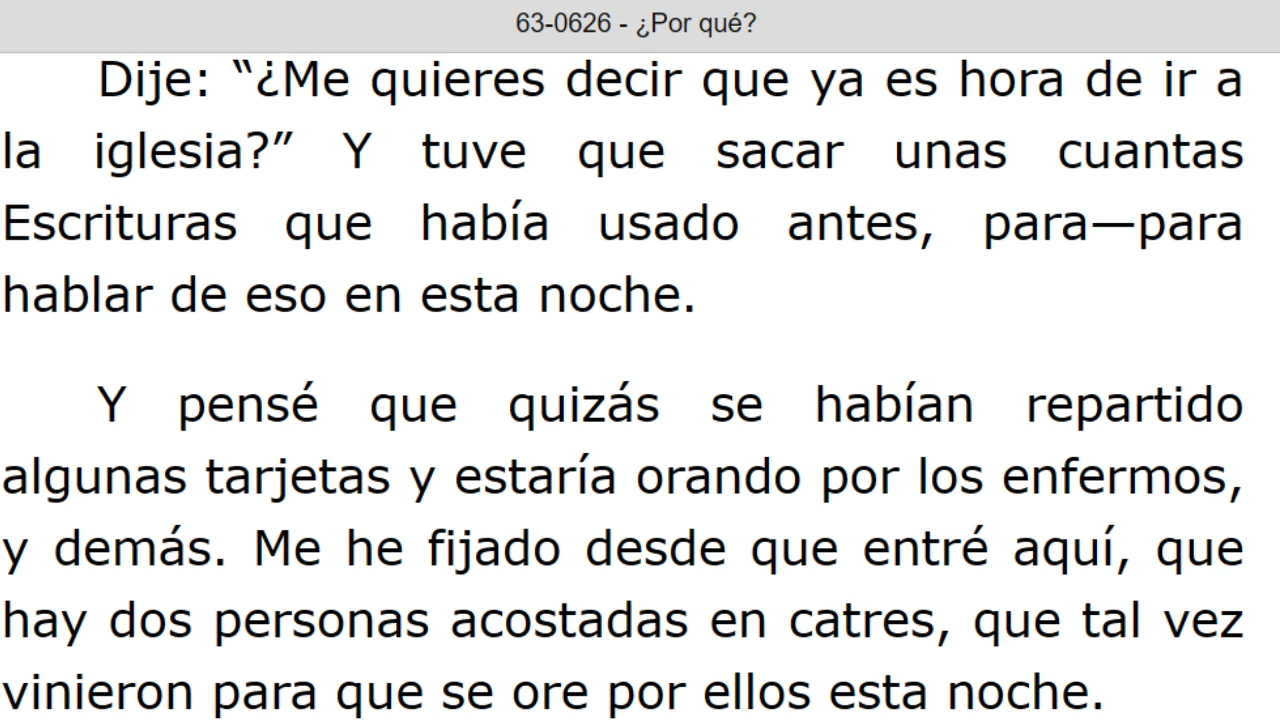 63-0626 - ¿Por qué?
Dije: “¿Me quieres decir que ya es hora de ir a
la iglesia?” Y tuve que sacar unas cuantas
Escrituras que había usado antes, para—para
hablar de eso en esta noche.
Y pensé que quizás se habían repartido
algunas tarjetas y estaría orando por los enfermos,
y demás. Me he fijado desde que entré aquí, que
hay dos personas acostadas en catres, que tal vez
vinieron para que se ore por ellos esta noche.